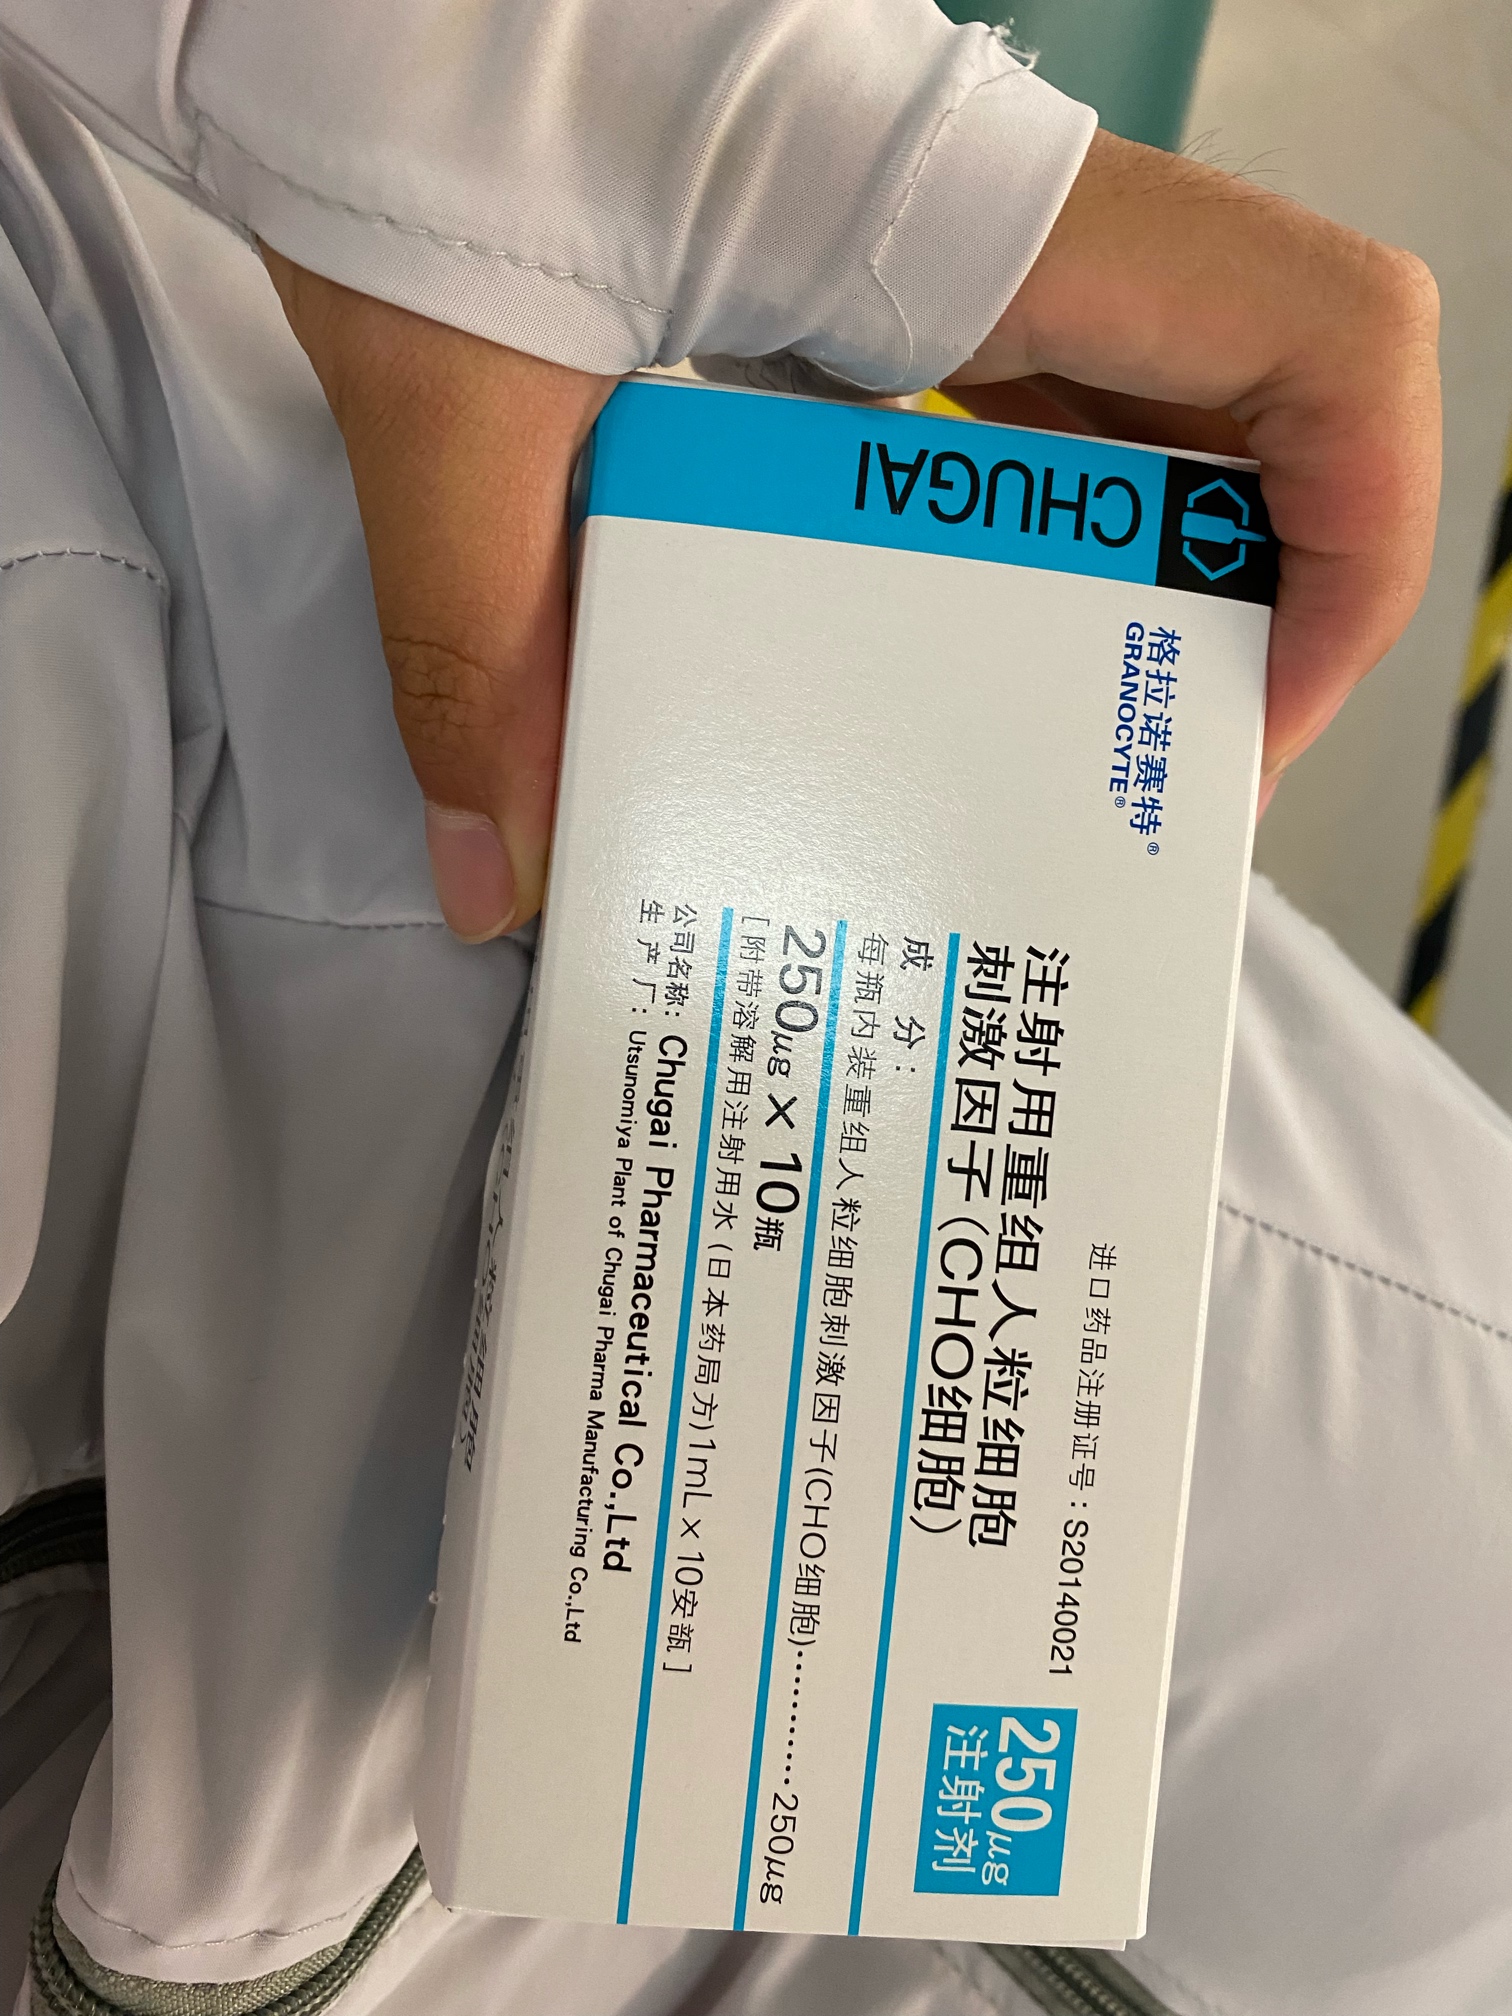 CHUGAI
格拉诺赛特®
GRANOCYTE®
进口药品注册证号：S20140021
注射用重组人粒细胞
刺激因子（CHO细胞）
250μg
注射剂
成 分：
每瓶内装重组人粒细胞刺激因子(CHO细胞)··········250μg
250μg × 10瓶
[附带溶解用注射用水（日本药局方）1mL × 10安瓿]
公司名称: Chugai Pharmaceutical Co.,Ltd
生 产 厂: Utsunomiya Plant of Chugai Pharma Manufacturing Co.,Ltd